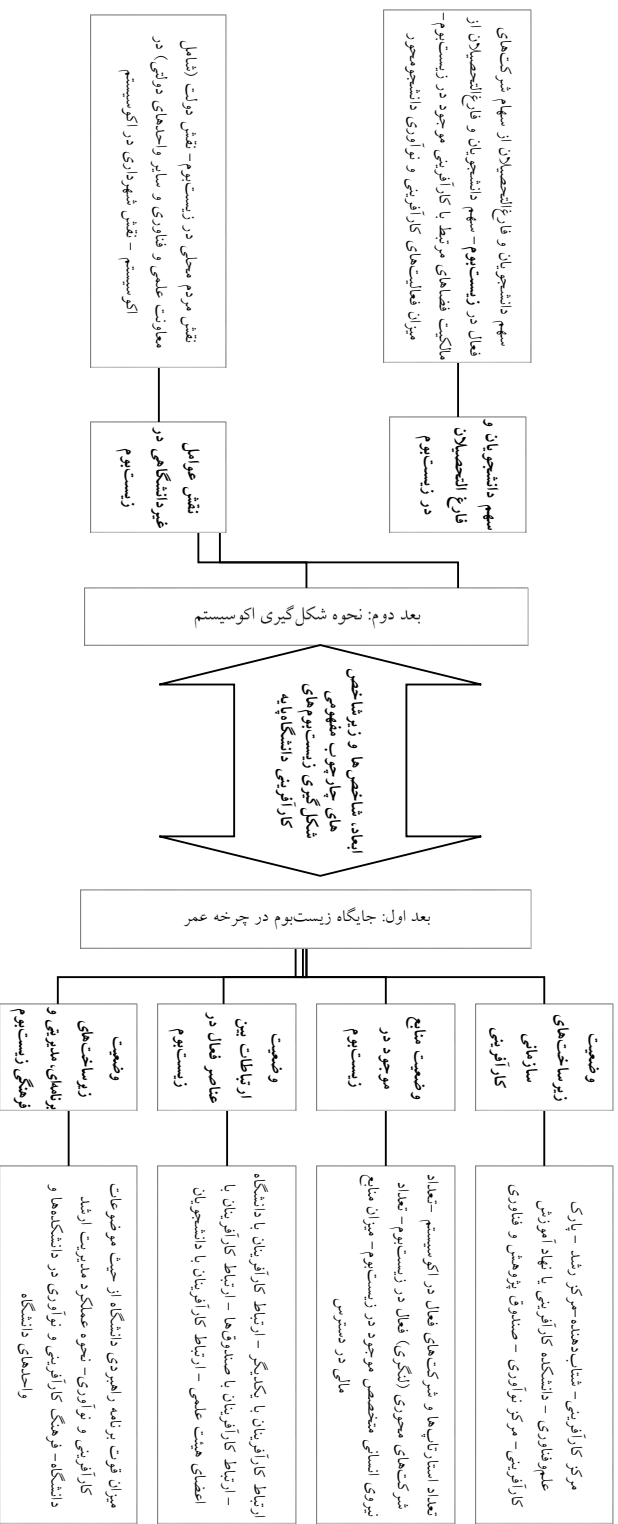 ابعاد، شاخص‌ها و زیرشاخص
های چارچوب مفهومی
شکل‌گیری زیست‌بوم‌های
کارآفرینی دانشگاه‌پایه
بعد اول: جایگاه زیست‌بوم در چرخه عمر
وضعیت
زیرساخت‌های
سازمانی
کارآفرینی
مرکز کارآفرینی – شتاب‌دهنده-مرکز رشد – پارک
علم‌وفناوری – دانشکده کارآفرینی یا نهاد آموزش
کارآفرینی- مرکز نوآوری – صندوق پژوهش و فناوری
وضعیت منابع
موجود در
زیست‌بوم
تعداد استارتاپ‌ها و شرکت‌های فعال در اکوسیستم –تعداد
شرکت‌های محوری (لنگری) فعال در زیست‌بوم- تعداد
نیروی انسانی متخصص موجود در زیست‌بوم- میزان منابع
مالی در دسترس
وضعیت
ارتباطات بین
عناصر فعال در
زیست‌بوم
ارتباط کارآفرینان با یکدیگر – ارتباط کارآفرینان با دانشگاه
– ارتباط کارآفرینان با صندوق‌ها – ارتباط کارآفرینان با
اعضای هیئت علمی – ارتباط کارآفرینان با دانشجویان
وضعیت
زیرساخت‌های
برنامه‌ای، مدیریتی و
فرهنگی زیست‌بوم
میزان قوت برنامه راهبردی دانشگاه از حیث موضوعات
کارآفرینی و نوآوری- نحوه عملکرد مدیریت ارشد
دانشگاه- فرهنگ کارآفرینی و نوآوری در دانشکده‌ها و
واحدهای دانشگاه
بعد دوم: نحوه شکل‌گیری اکوسیستم
سهم دانشجویان و
فارغ التحصیلان
در زیست‌بوم
سهم دانشجویان و فارغ‌التحصیلان از سهام شرکت‌های
فعال در زیست‌بوم- سهم دانشجویان و فارغ‌التحصیلان از
مالکیت فضاهای مرتبط با کارآفرینی موجود در زیست‌بوم-
میزان فعالیت‌های کارآفرینی و نوآوری دانشجومحور
نقش عوامل
غیردانشگاهی در
زیست‌بوم
نقش مردم محلی در زیست‌بوم- نقش دولت (شامل
معاونت علمی و فناوری و سایر واحدهای دولتی) در
اکوسیستم – نقش شهرداری در اکوسیستم